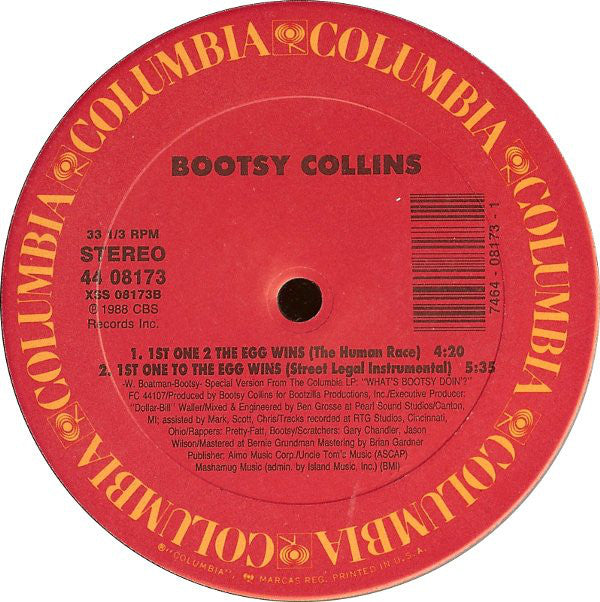 COLUMBIA COLUMBIA COLUMBIA COLUMBIA COLUMBIA COLUMBIA COLUMBIA COLUMBIA
BOOTSY COLLINS
33 1/3 RPM
STEREO
44 08173
XSS 08173B
℗ 1988 CBS
Records Inc.
7464 - 08173 - 1
1. 1ST ONE 2 THE EGG WINS (The Human Race) 4:20
2. 1ST ONE TO THE EGG WINS (Street Legal Instrumental) 5:35
-W. Boatman-Bootsy- Special Version From The Columbia LP: "WHAT'S BOOTSY DOIN'?"
FC 44107/Produced by Bootsy Collins for Bootzilla Productions, Inc./Executive Producer:
"Dollar-Bill" Waller/Mixed & Engineered by Ben Grosse at Pearl Sound Studios/Canton,
MI; assisted by Mark, Scott, Chris/Tracks recorded at RTG Studios, Cincinnati,
Ohio/Rappers: Pretty-Fatt, Bootsy/Scratchers: Gary Chandler, Jason
Wilson/Mastered at Bernie Grundman Mastering by Brian Gardner
Publisher: Aimo Music Corp./Uncle Tom'c Music (ASCAP)
Mashamug Music (admin. by Island Music, Inc.) (BMI)
® "COLUMBIA", MARCAS REG. PRINTED IN U.S.A.